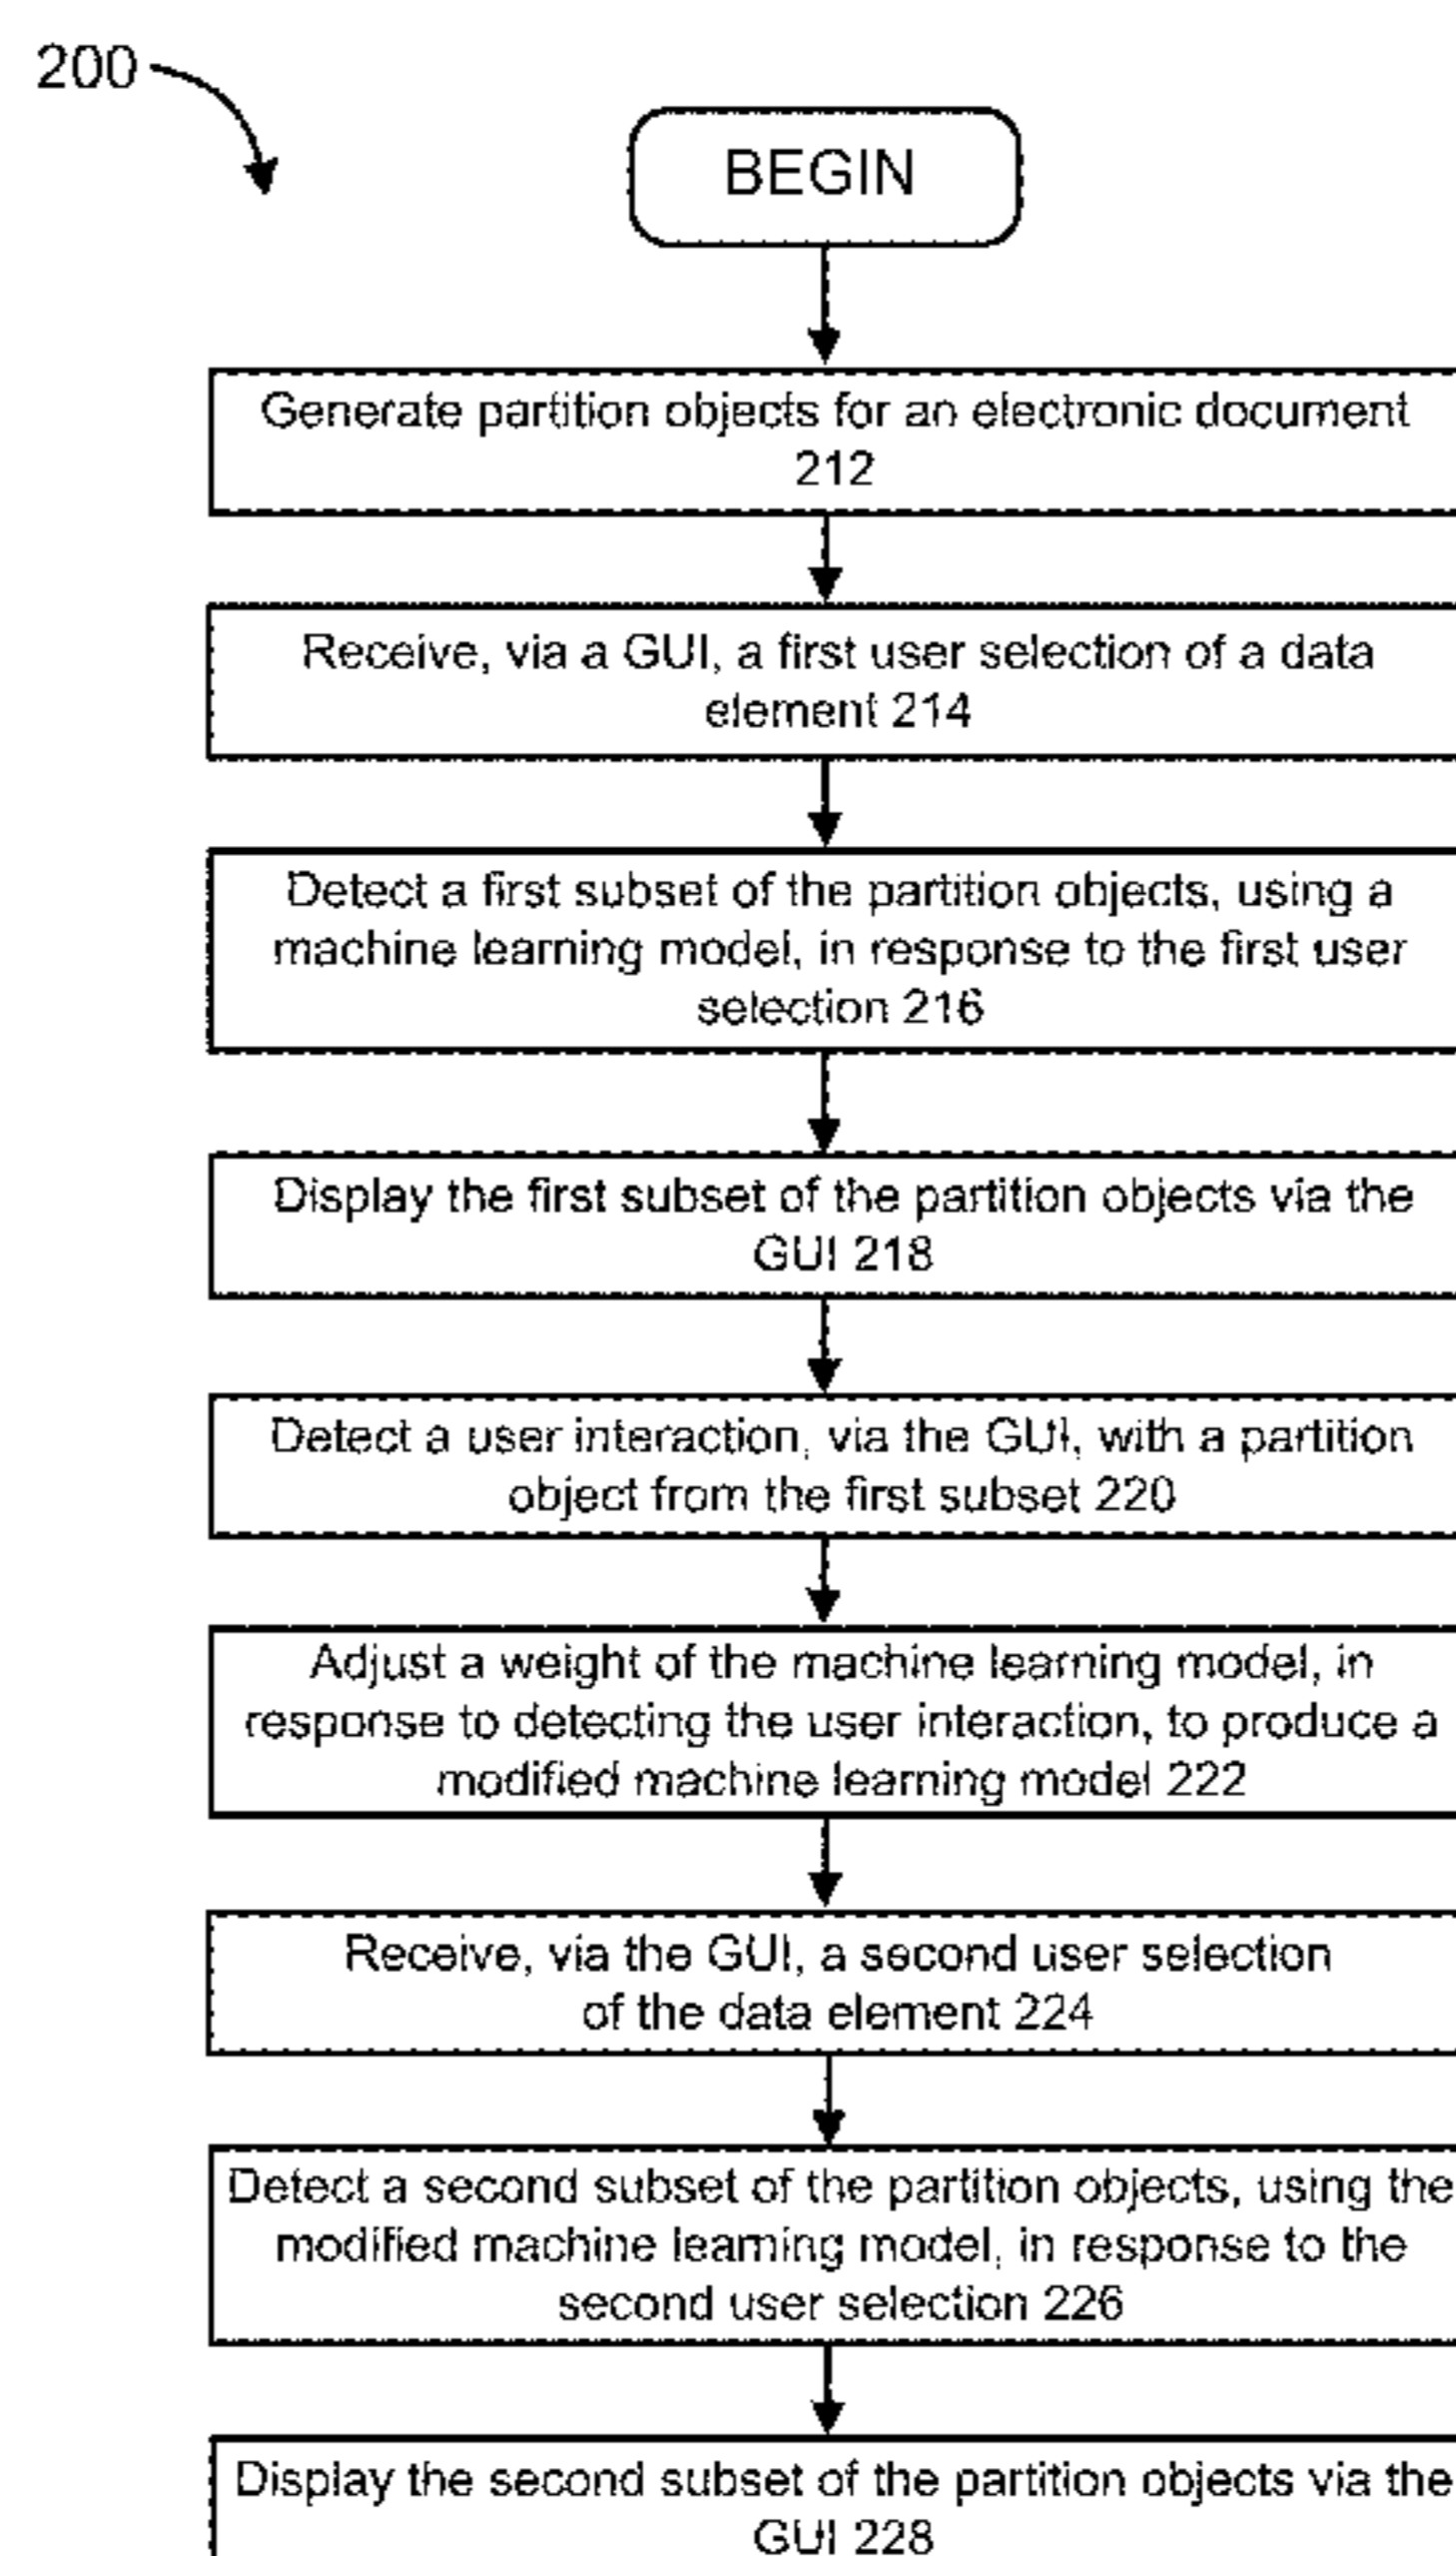 200
BEGIN
Generate partition objects for an electronic document
212
Receive, via a GUI, a first user selection of a data
element 214
Detect a first subset of the partition objects, using a
machine learning model, in response to the first user
selection 216
Display the first subset of the partition objects via the
GUI 218
Detect a user interaction, via the GUI, with a partition
object from the first subset 220
Adjust a weight of the machine learning model, in
response to detecting the user interaction, to produce a
modified machine learning model 222
Receive, via the GUI, a second user selection
of the data element 224
Detect a second subset of the partition objects, using the
modified machine learning model, in response to the
second user selection 226
Display the second subset of the partition objects via the
GUI 228